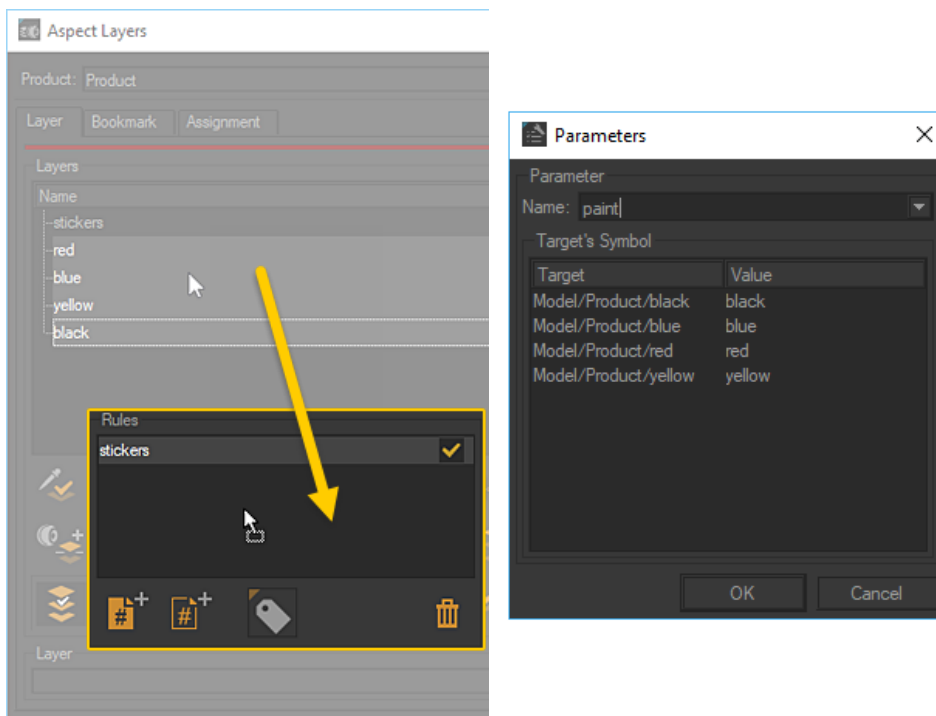 Aspect Layers
Product: Product
Layer Bookmark Assignment
Layers
Name
stickers
red
blue
yellow
black
Rules
stickers
# #
Layer
Parameters
Parameter
Name: paint
Target's Symbol
Target Value
Model/Product/black black
Model/Product/blue blue
Model/Product/red red
Model/Product/yellow yellow
OK Cancel